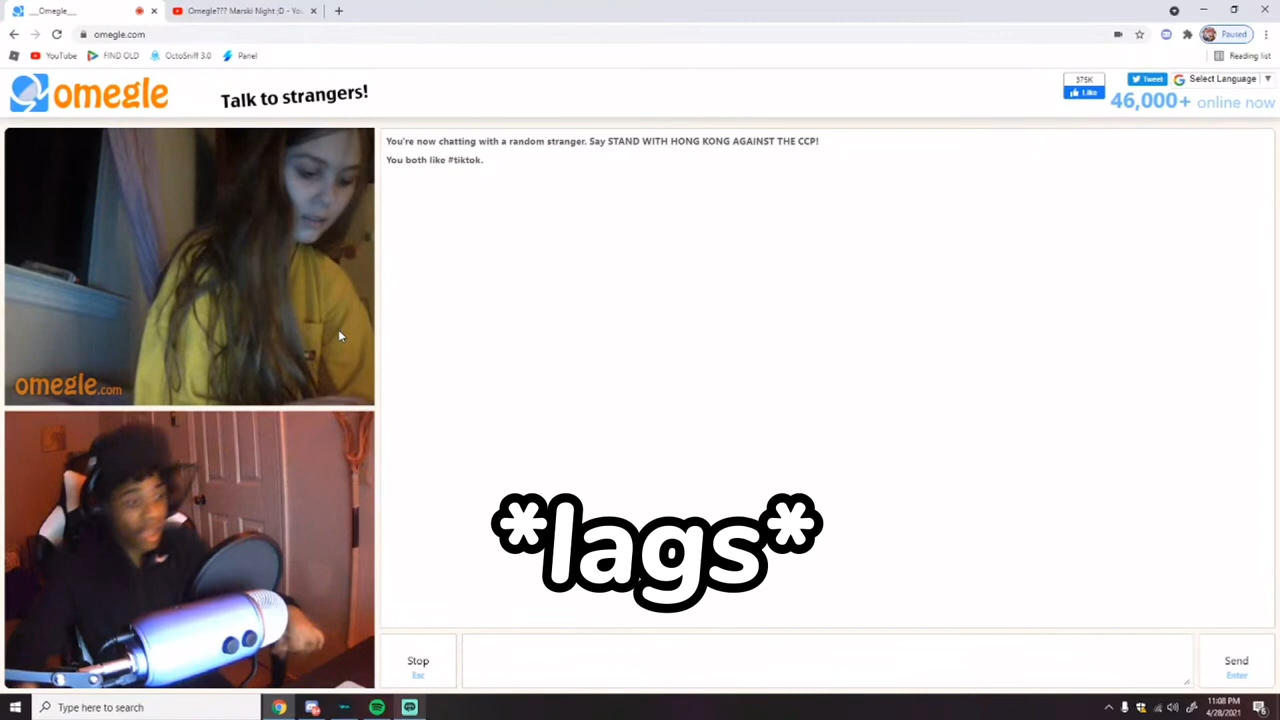 __Omegle__
Omegle??? Marski Night ;D - You
omegle.com
Paused
YouTube
FIND OLD
OctoSniff 3.0
Panel
Reading list
omegle
Talk to strangers!
375K
Like
Tweet
Select Language
46,000+ online now
You're now chatting with a random stranger. Say STAND WITH HONG KONG AGAINST THE CCP!
You both like #tiktok.
omegle.com
*lags*
Stop
Esc
Send
Enter
Type here to search
11:08 PM
4/28/2021